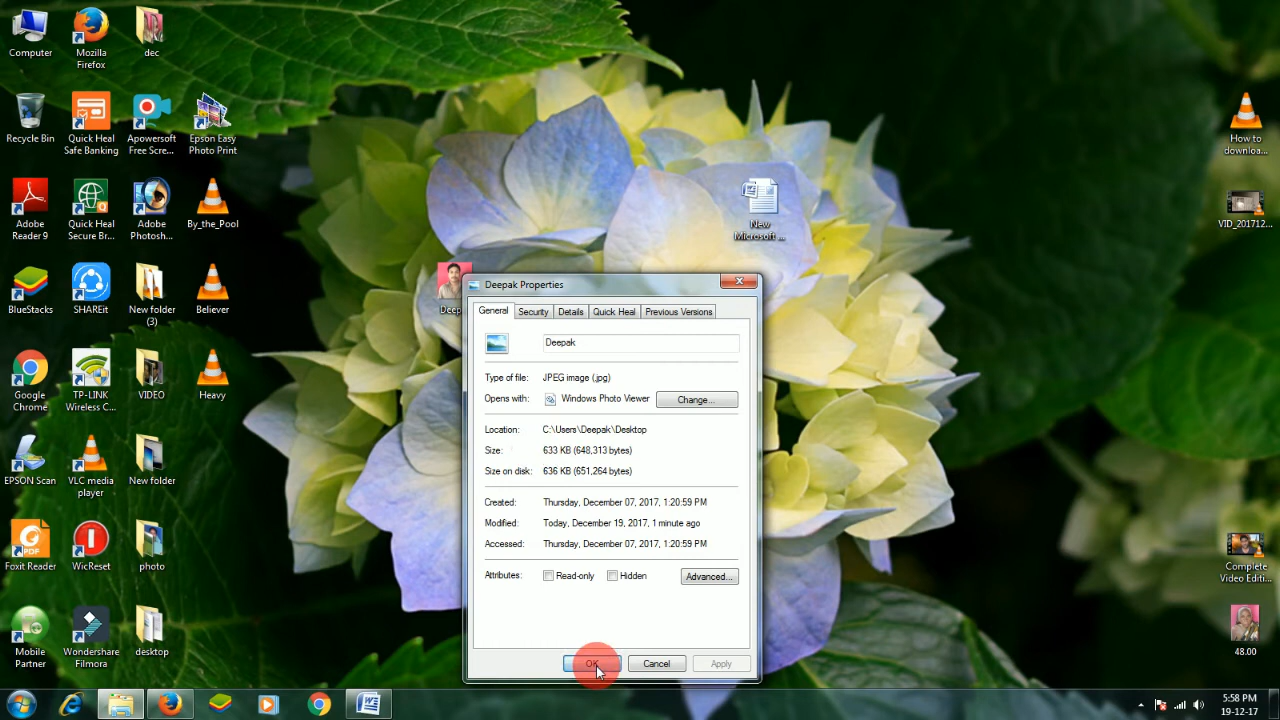 Computer
Mozilla
Firefox
dec
Recycle Bin
Quick Heal
Safe Banking
Apowersoft
Free Scre...
Epson Easy
Photo Print
Adobe
Reader 9
Quick Heal
Secure Br...
Adobe
Photosh...
By_the_Pool
BlueStacks
SHAREit
New folder
(3)
Believer
Google
Chrome
TP-LINK
Wireless C...
VIDEO
Heavy
EPSON Scan
VLC media
player
New folder
Foxit Reader
WicReset
photo
Mobile
Partner
Wondershare
Filmora
desktop
New
Microsoft ...
How to
downloa...
VID_201712...
Complete
Video Editi...
48.00
Deep
Deepak Properties
General
Security
Details
Quick Heal
Previous Versions
Deepak
Type of file: JPEG image (.jpg)
Opens with: Windows Photo Viewer Change...
Location: C:\Users\Deepak\Desktop
Size: 633 KB (648,313 bytes)
Size on disk: 636 KB (651,264 bytes)
Created: Thursday, December 07, 2017, 1:20:59 PM
Modified: Today, December 19, 2017, 1 minute ago
Accessed: Thursday, December 07, 2017, 1:20:59 PM
Attributes: Read-only Hidden Advanced...
OK Cancel Apply
5:58 PM
19-12-17